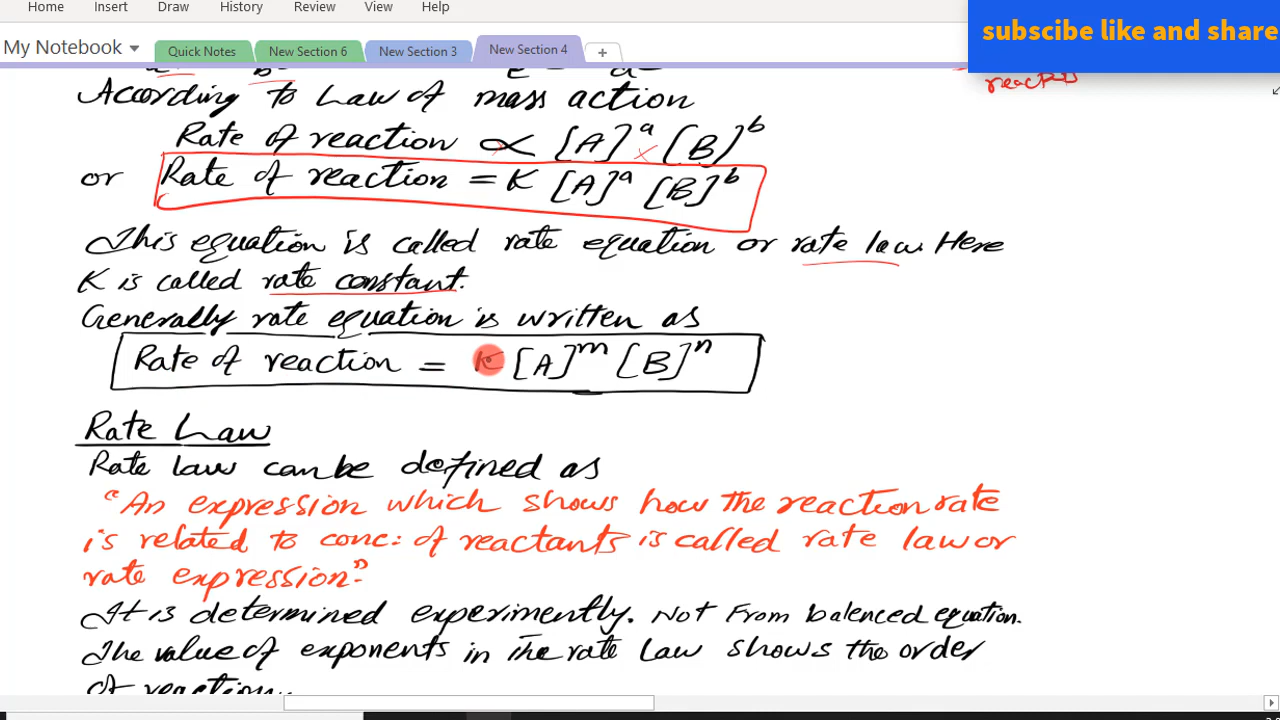 Home Insert Draw History Review View Help
subscibe like and share
My Notebook Quick Notes New Section 6 New Section 3 New Section 4 +
According To Law of mass action
Rate of reaction ∝ [A]^a [B]^b
or Rate of reaction = K [A]^a [B]^b
This equation is called rate equation or rate law. Here
K is called rate constant.
Generally rate equation is written as
Rate of reaction = K [A]^m [B]^n
Rate Law
Rate law can be defined as
"An expression which shows how the reaction rate
is related to conc: of reactants is called rate law or
rate expression."
It is determined experimently. Not From balenced equation.
The value of exponents in The rate Law shows the order
of reaction.